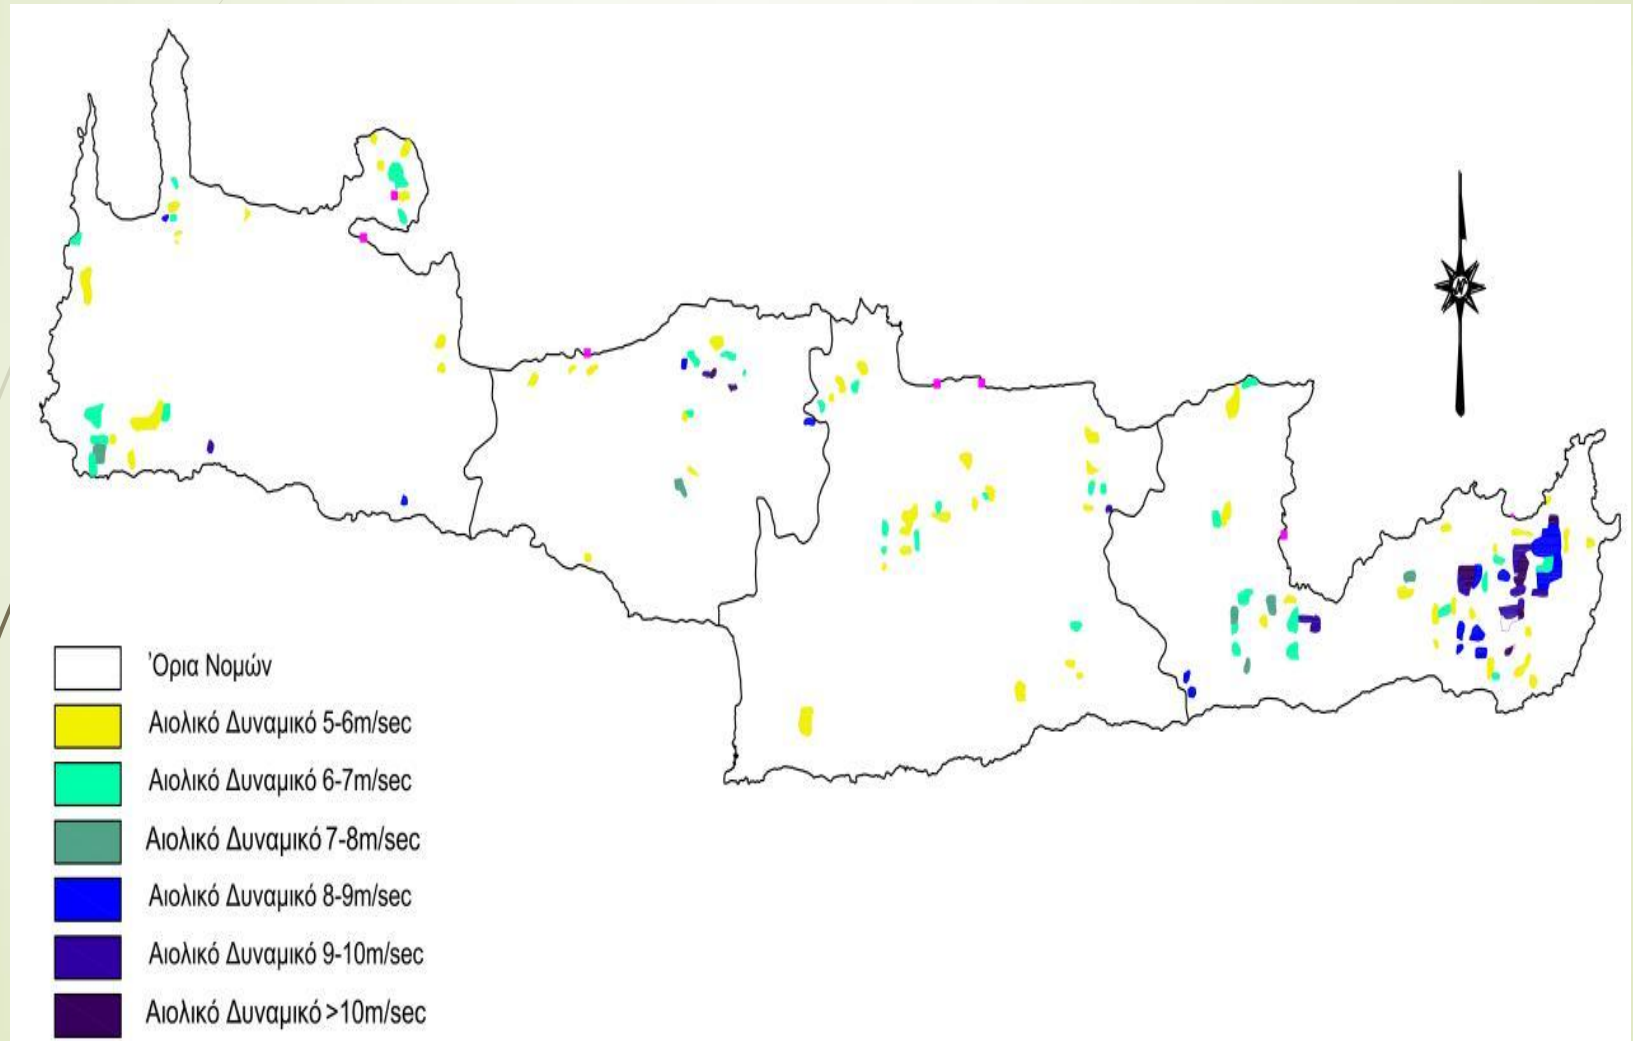 'Όρια Νομών
Αιολικό Δυναμικό 5-6m/sec
Αιολικό Δυναμικό 6-7m/sec
Αιολικό Δυναμικό 7-8m/sec
Αιολικό Δυναμικό 8-9m/sec
Αιολικό Δυναμικό 9-10m/sec
Αιολικό Δυναμικό >10m/sec